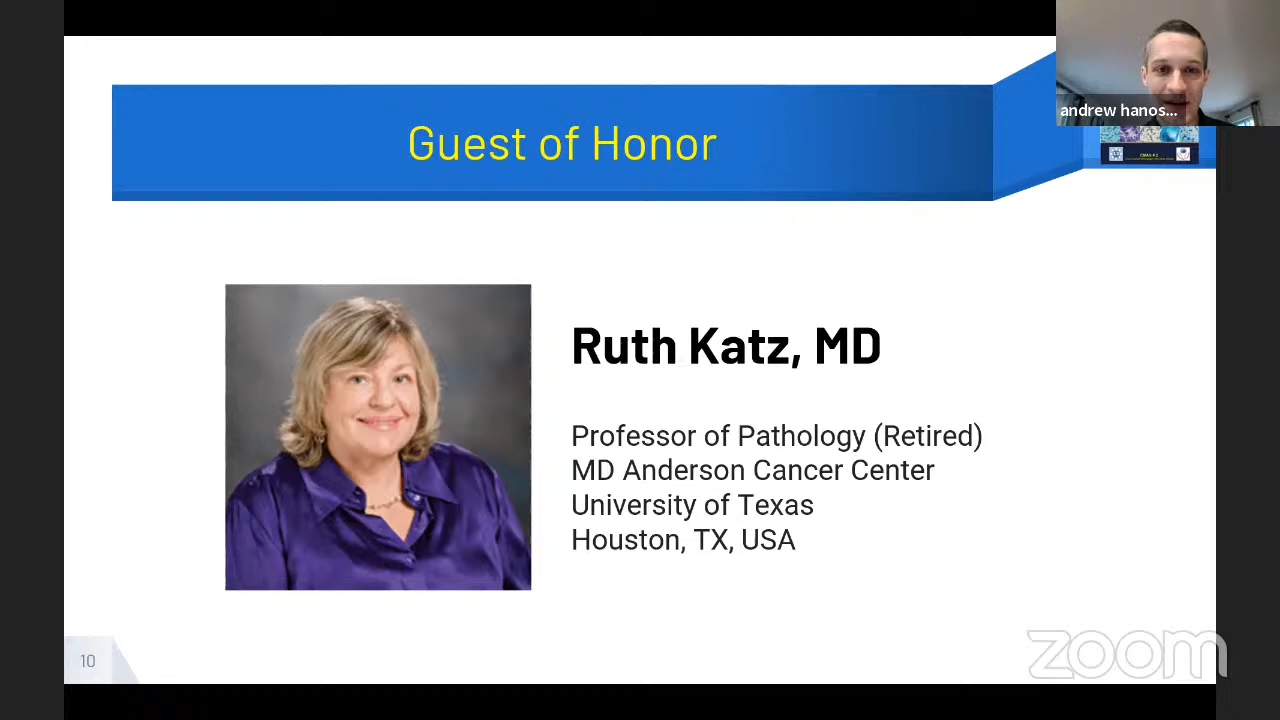 Guest of Honor
andrew hanos...
Ruth Katz, MD
Professor of Pathology (Retired)
MD Anderson Cancer Center
University of Texas
Houston, TX, USA
10
zoom